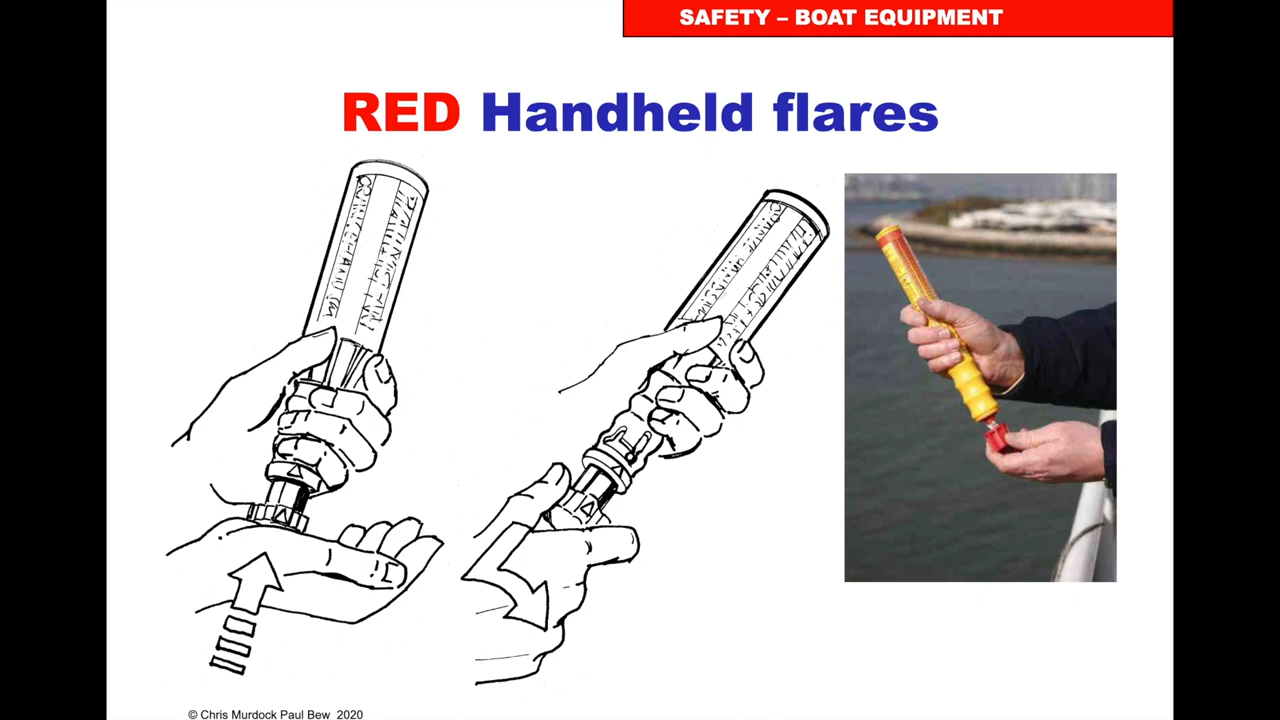 SAFETY – BOAT EQUIPMENT
RED Handheld flares
© Chris Murdock Paul Bew 2020